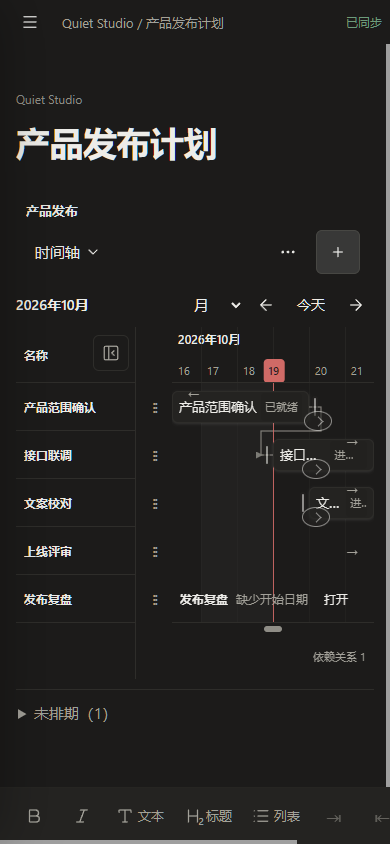 Quiet Studio / 产品发布计划
已同步
Quiet Studio
产品发布计划
产品发布
时间轴
2026年10月
月
今天
名称
2026年10月
16 17 18 19 20 21
产品范围确认
产品范围确认 已就绪
接口联调
接口... 进...
文案校对
文... 进...
上线评审
发布复盘
发布复盘 缺少开始日期 打开
依赖关系 1
未排期（1）
B I T 文本 H2 标题 列表